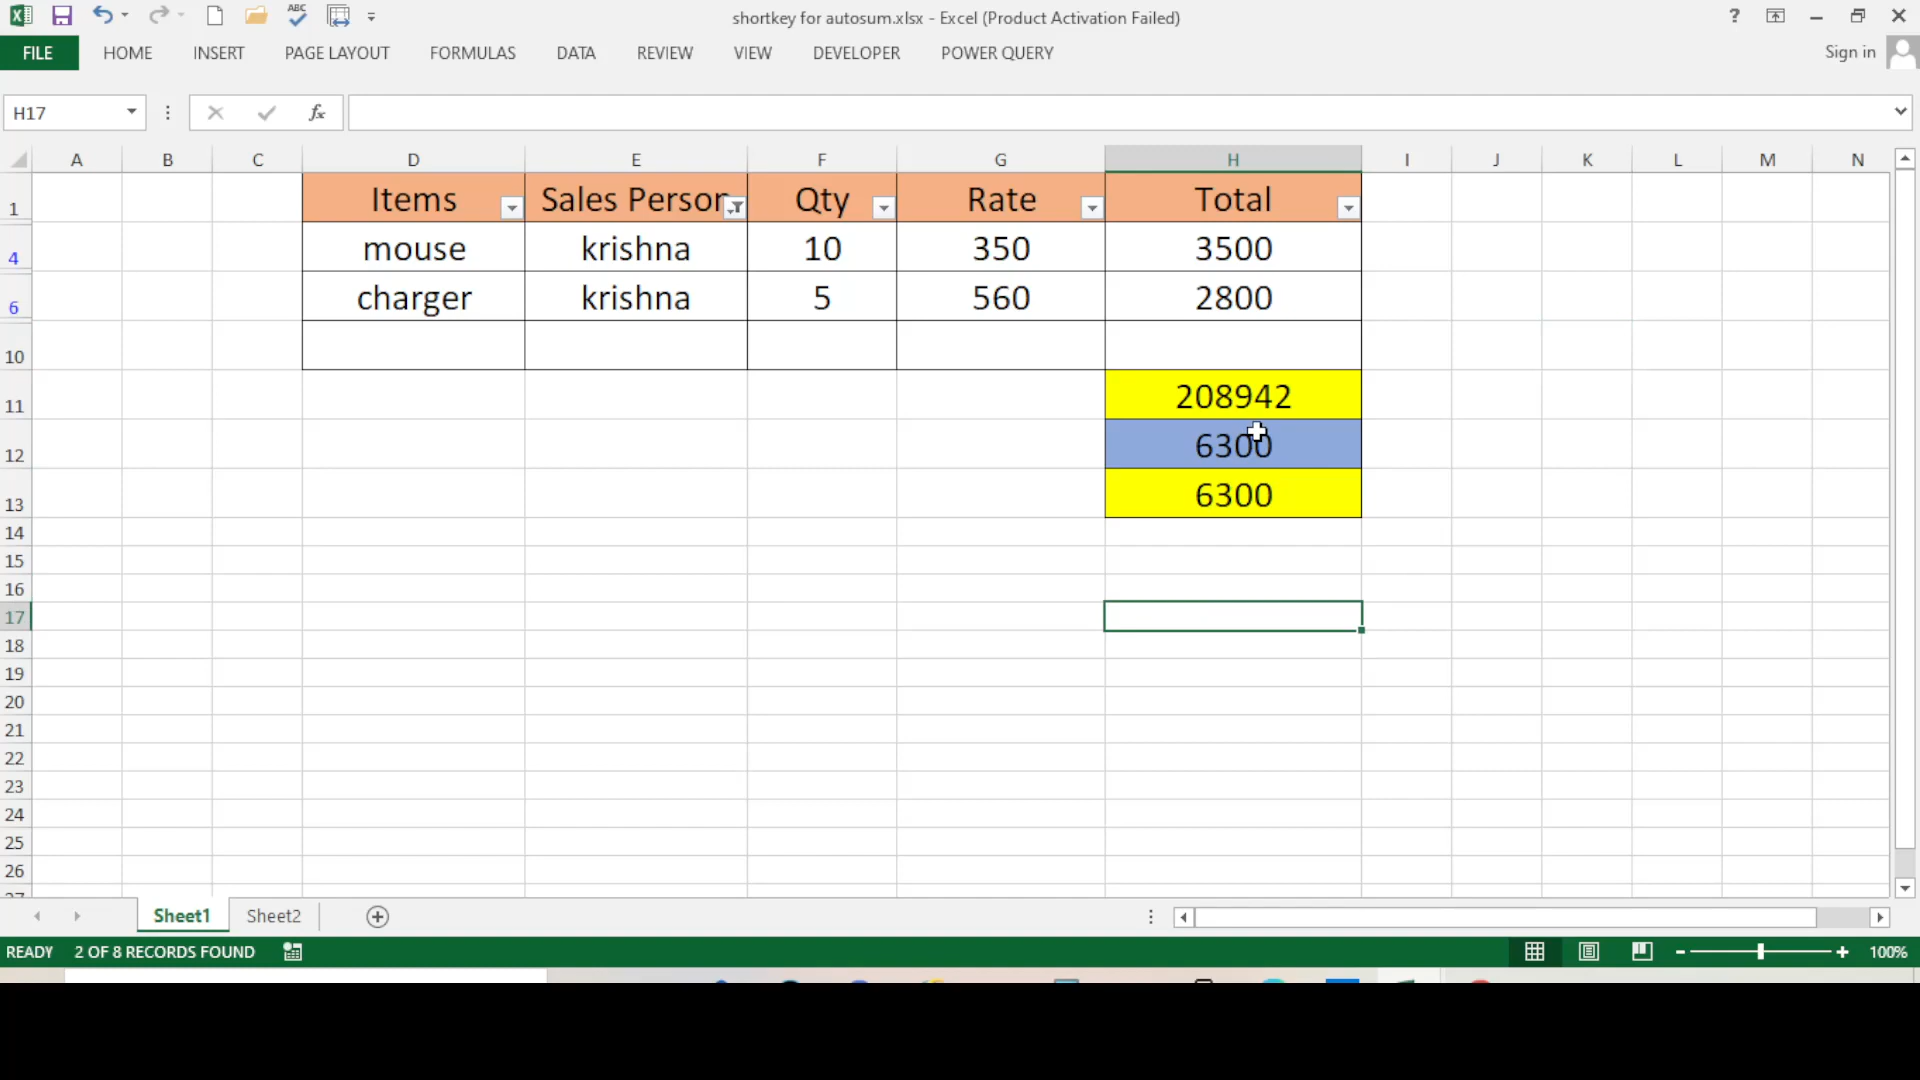 ABC
shortkey for autosum.xlsx - Excel (Product Activation Failed)
?
FILE HOME INSERT PAGE LAYOUT FORMULAS DATA REVIEW VIEW DEVELOPER POWER QUERY Sign in
H17 fx
A B C D E F G H I J K L M N
1 Items Sales Person Qty Rate Total
4 mouse krishna 10 350 3500
6 charger krishna 5 560 2800
10
11 208942
12 6300
13 6300
14
15
16
17
18
19
20
21
22
23
24
25
26
27
Sheet1 Sheet2
READY 2 OF 8 RECORDS FOUND 100%